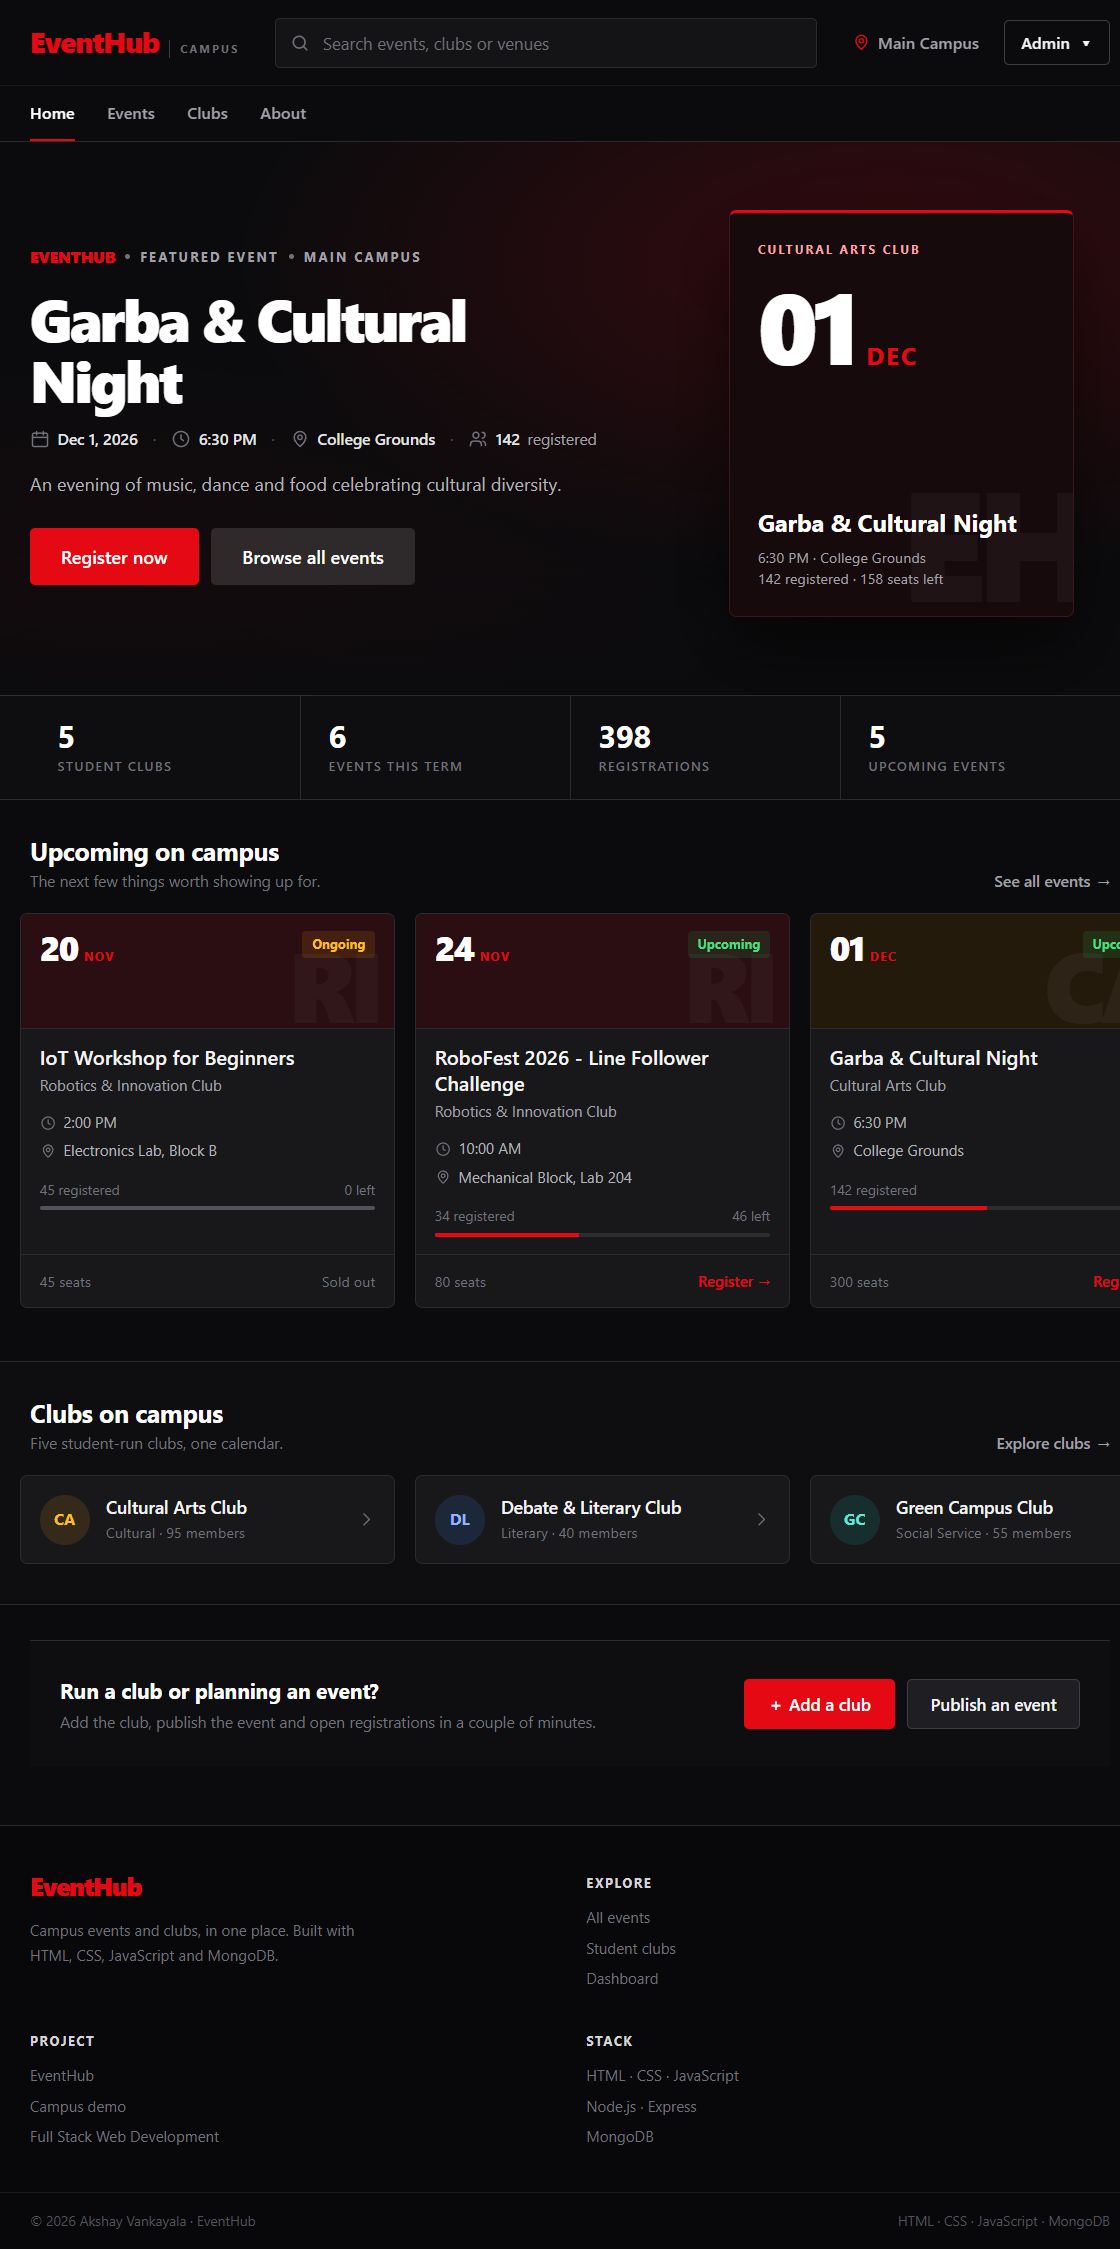 EventHub CAMPUS
Search events, clubs or venues
Main Campus
Admin ▼
Home Events Clubs About
EVENTHUB • FEATURED EVENT • MAIN CAMPUS
Garba & Cultural
Night
Dec 1, 2026 · 6:30 PM · College Grounds · 142 registered
An evening of music, dance and food celebrating cultural diversity.
Register now
Browse all events
CULTURAL ARTS CLUB
01 DEC
EH
Garba & Cultural Night
6:30 PM · College Grounds
142 registered · 158 seats left
5
STUDENT CLUBS
6
EVENTS THIS TERM
398
REGISTRATIONS
5
UPCOMING EVENTS
Upcoming on campus
The next few things worth showing up for.
See all events →
20 NOV
Ongoing
RI
IoT Workshop for Beginners
Robotics & Innovation Club
2:00 PM
Electronics Lab, Block B
45 registered 0 left
45 seats Sold out
24 NOV
Upcoming
RI
RoboFest 2026 - Line Follower
Challenge
Robotics & Innovation Club
10:00 AM
Mechanical Block, Lab 204
34 registered 46 left
80 seats Register →
01 DEC
Upco
CA
Garba & Cultural Night
Cultural Arts Club
6:30 PM
College Grounds
142 registered
300 seats Reg
Clubs on campus
Five student-run clubs, one calendar.
Explore clubs →
CA
Cultural Arts Club
Cultural · 95 members
DL
Debate & Literary Club
Literary · 40 members
GC
Green Campus Club
Social Service · 55 members
Run a club or planning an event?
Add the club, publish the event and open registrations in a couple of minutes.
+ Add a club
Publish an event
EventHub
Campus events and clubs, in one place. Built with
HTML, CSS, JavaScript and MongoDB.
EXPLORE
All events
Student clubs
Dashboard
PROJECT
EventHub
Campus demo
Full Stack Web Development
STACK
HTML · CSS · JavaScript
Node.js · Express
MongoDB
© 2026 Akshay Vankayala · EventHub
HTML · CSS · JavaScript · MongoDB